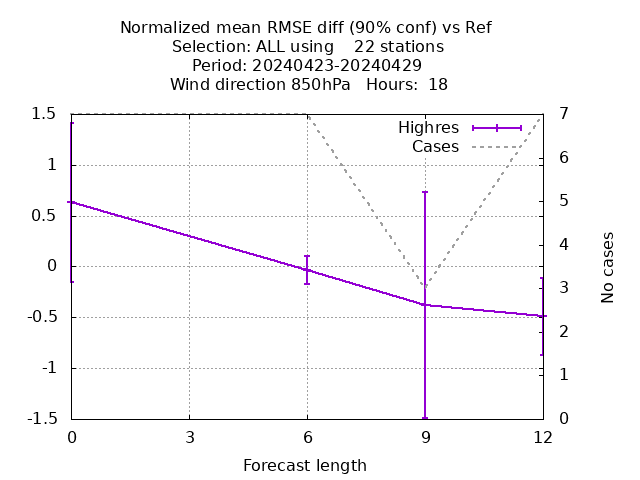 Normalized mean RMSE diff (90% conf) vs Ref
Selection: ALL using    22 stations
Period: 20240423-20240429
Wind direction 850hPa   Hours:  18
Highres
Cases
1.5
1
0.5
0
-0.5
-1
-1.5
7
6
5
4
3
2
1
0
No cases
0
3
6
9
12
Forecast length